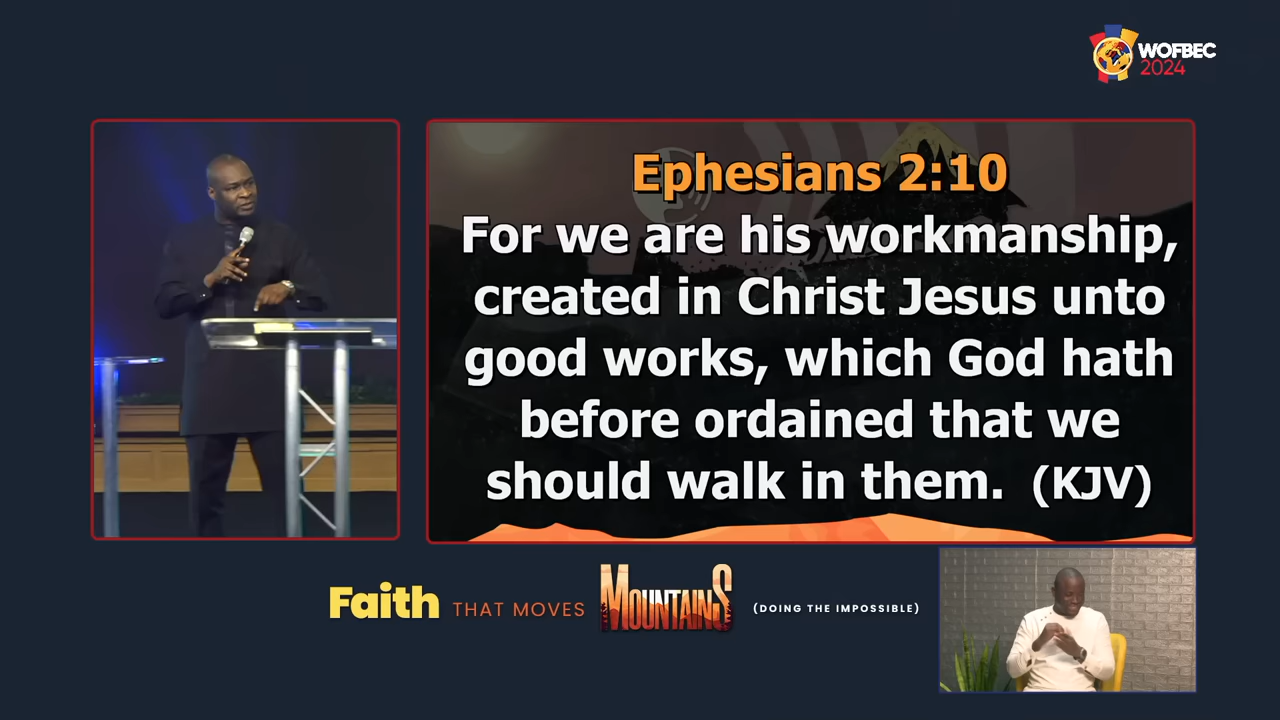 WOFBEC
2024
Ephesians 2:10
For we are his workmanship,
created in Christ Jesus unto
good works, which God hath
before ordained that we
should walk in them. (KJV)
Faith THAT MOVES MOUNTAINS (DOING THE IMPOSSIBLE)